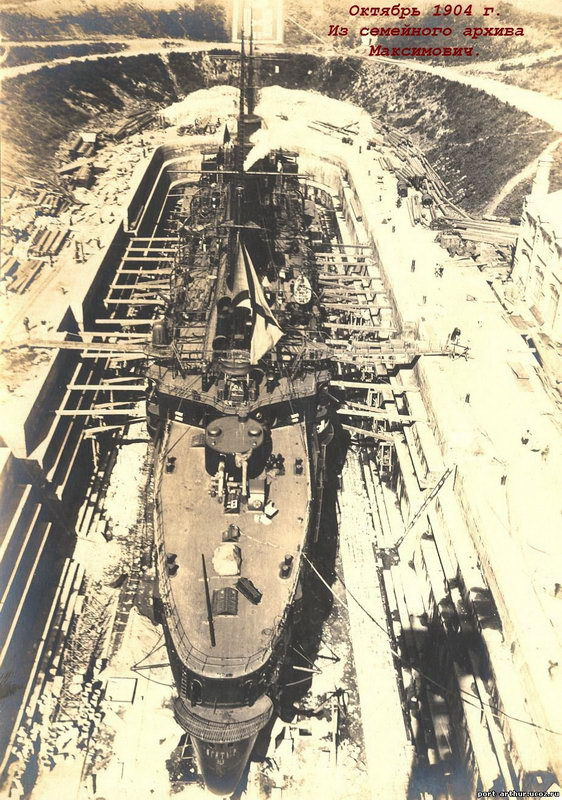 Октябрь 1904 г.
Из семейного архива
Максимович.
port-arthur.ucoz.ru